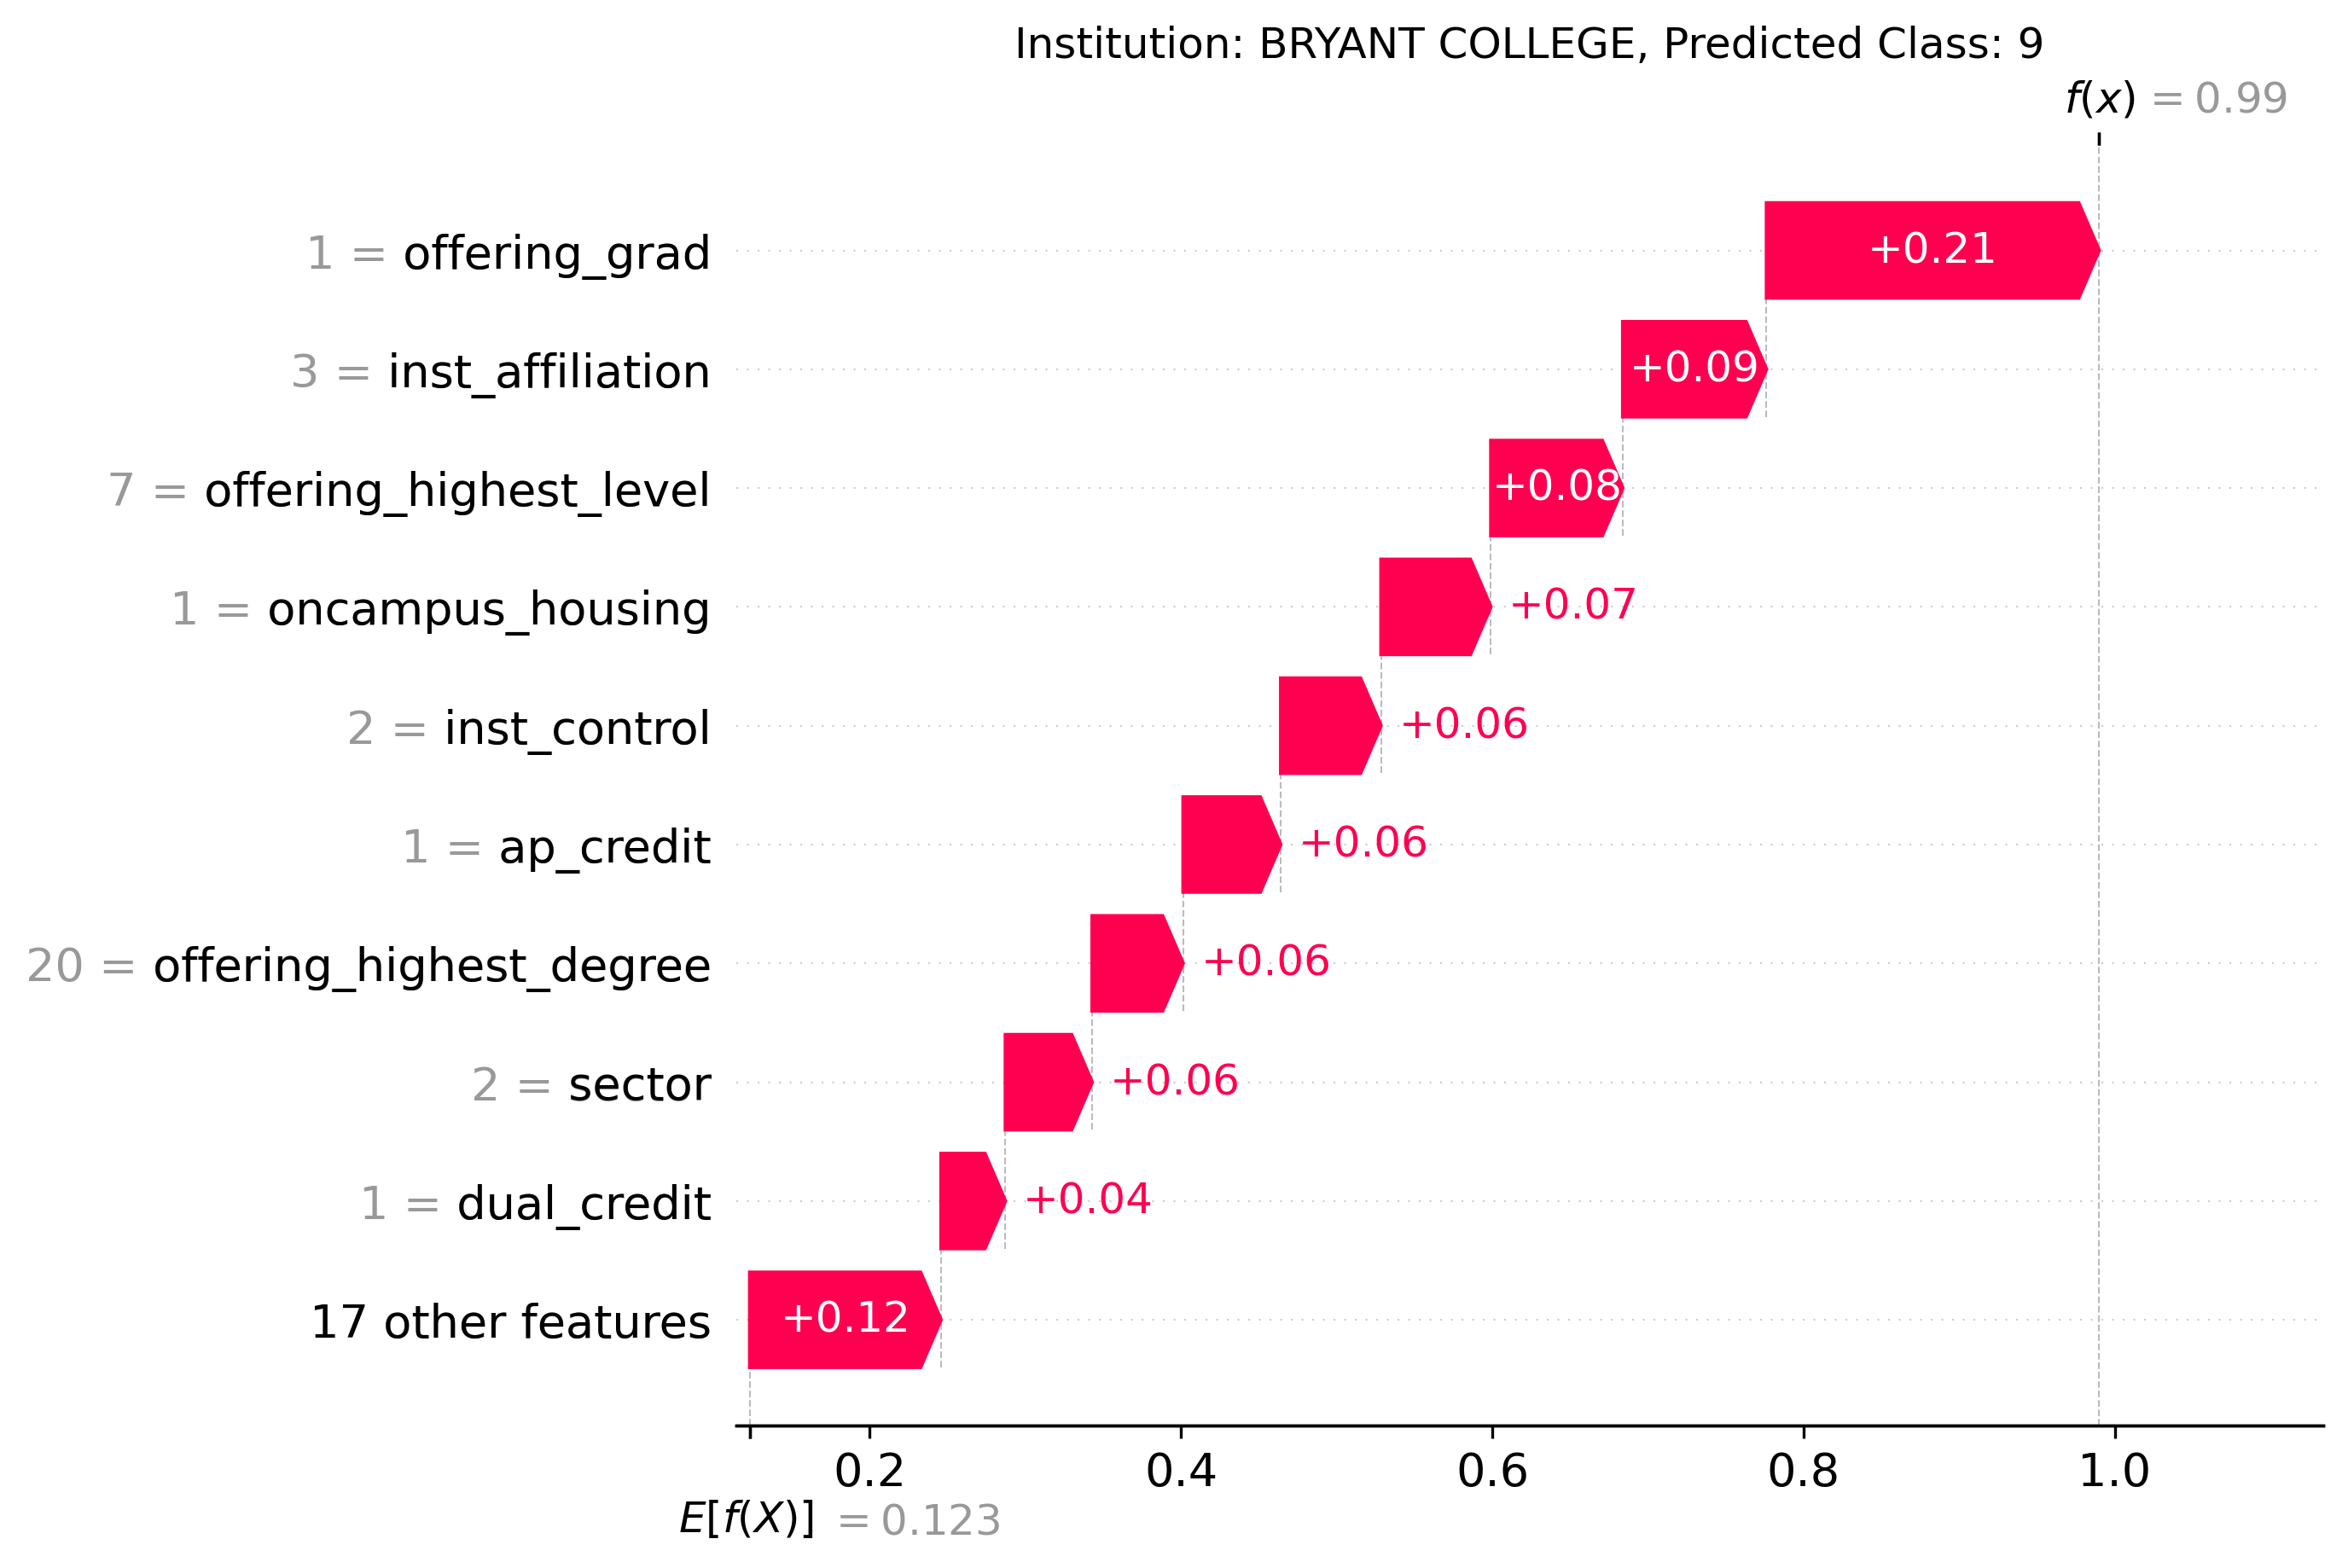 Institution: BRYANT COLLEGE, Predicted Class: 9
f(x) = 0.99
1 = offering_grad +0.21
3 = inst_affiliation +0.09
7 = offering_highest_level +0.08
1 = oncampus_housing +0.07
2 = inst_control +0.06
1 = ap_credit +0.06
20 = offering_highest_degree +0.06
2 = sector +0.06
1 = dual_credit +0.04
17 other features +0.12
0.2 0.4 0.6 0.8 1.0
E[f(X)] = 0.123